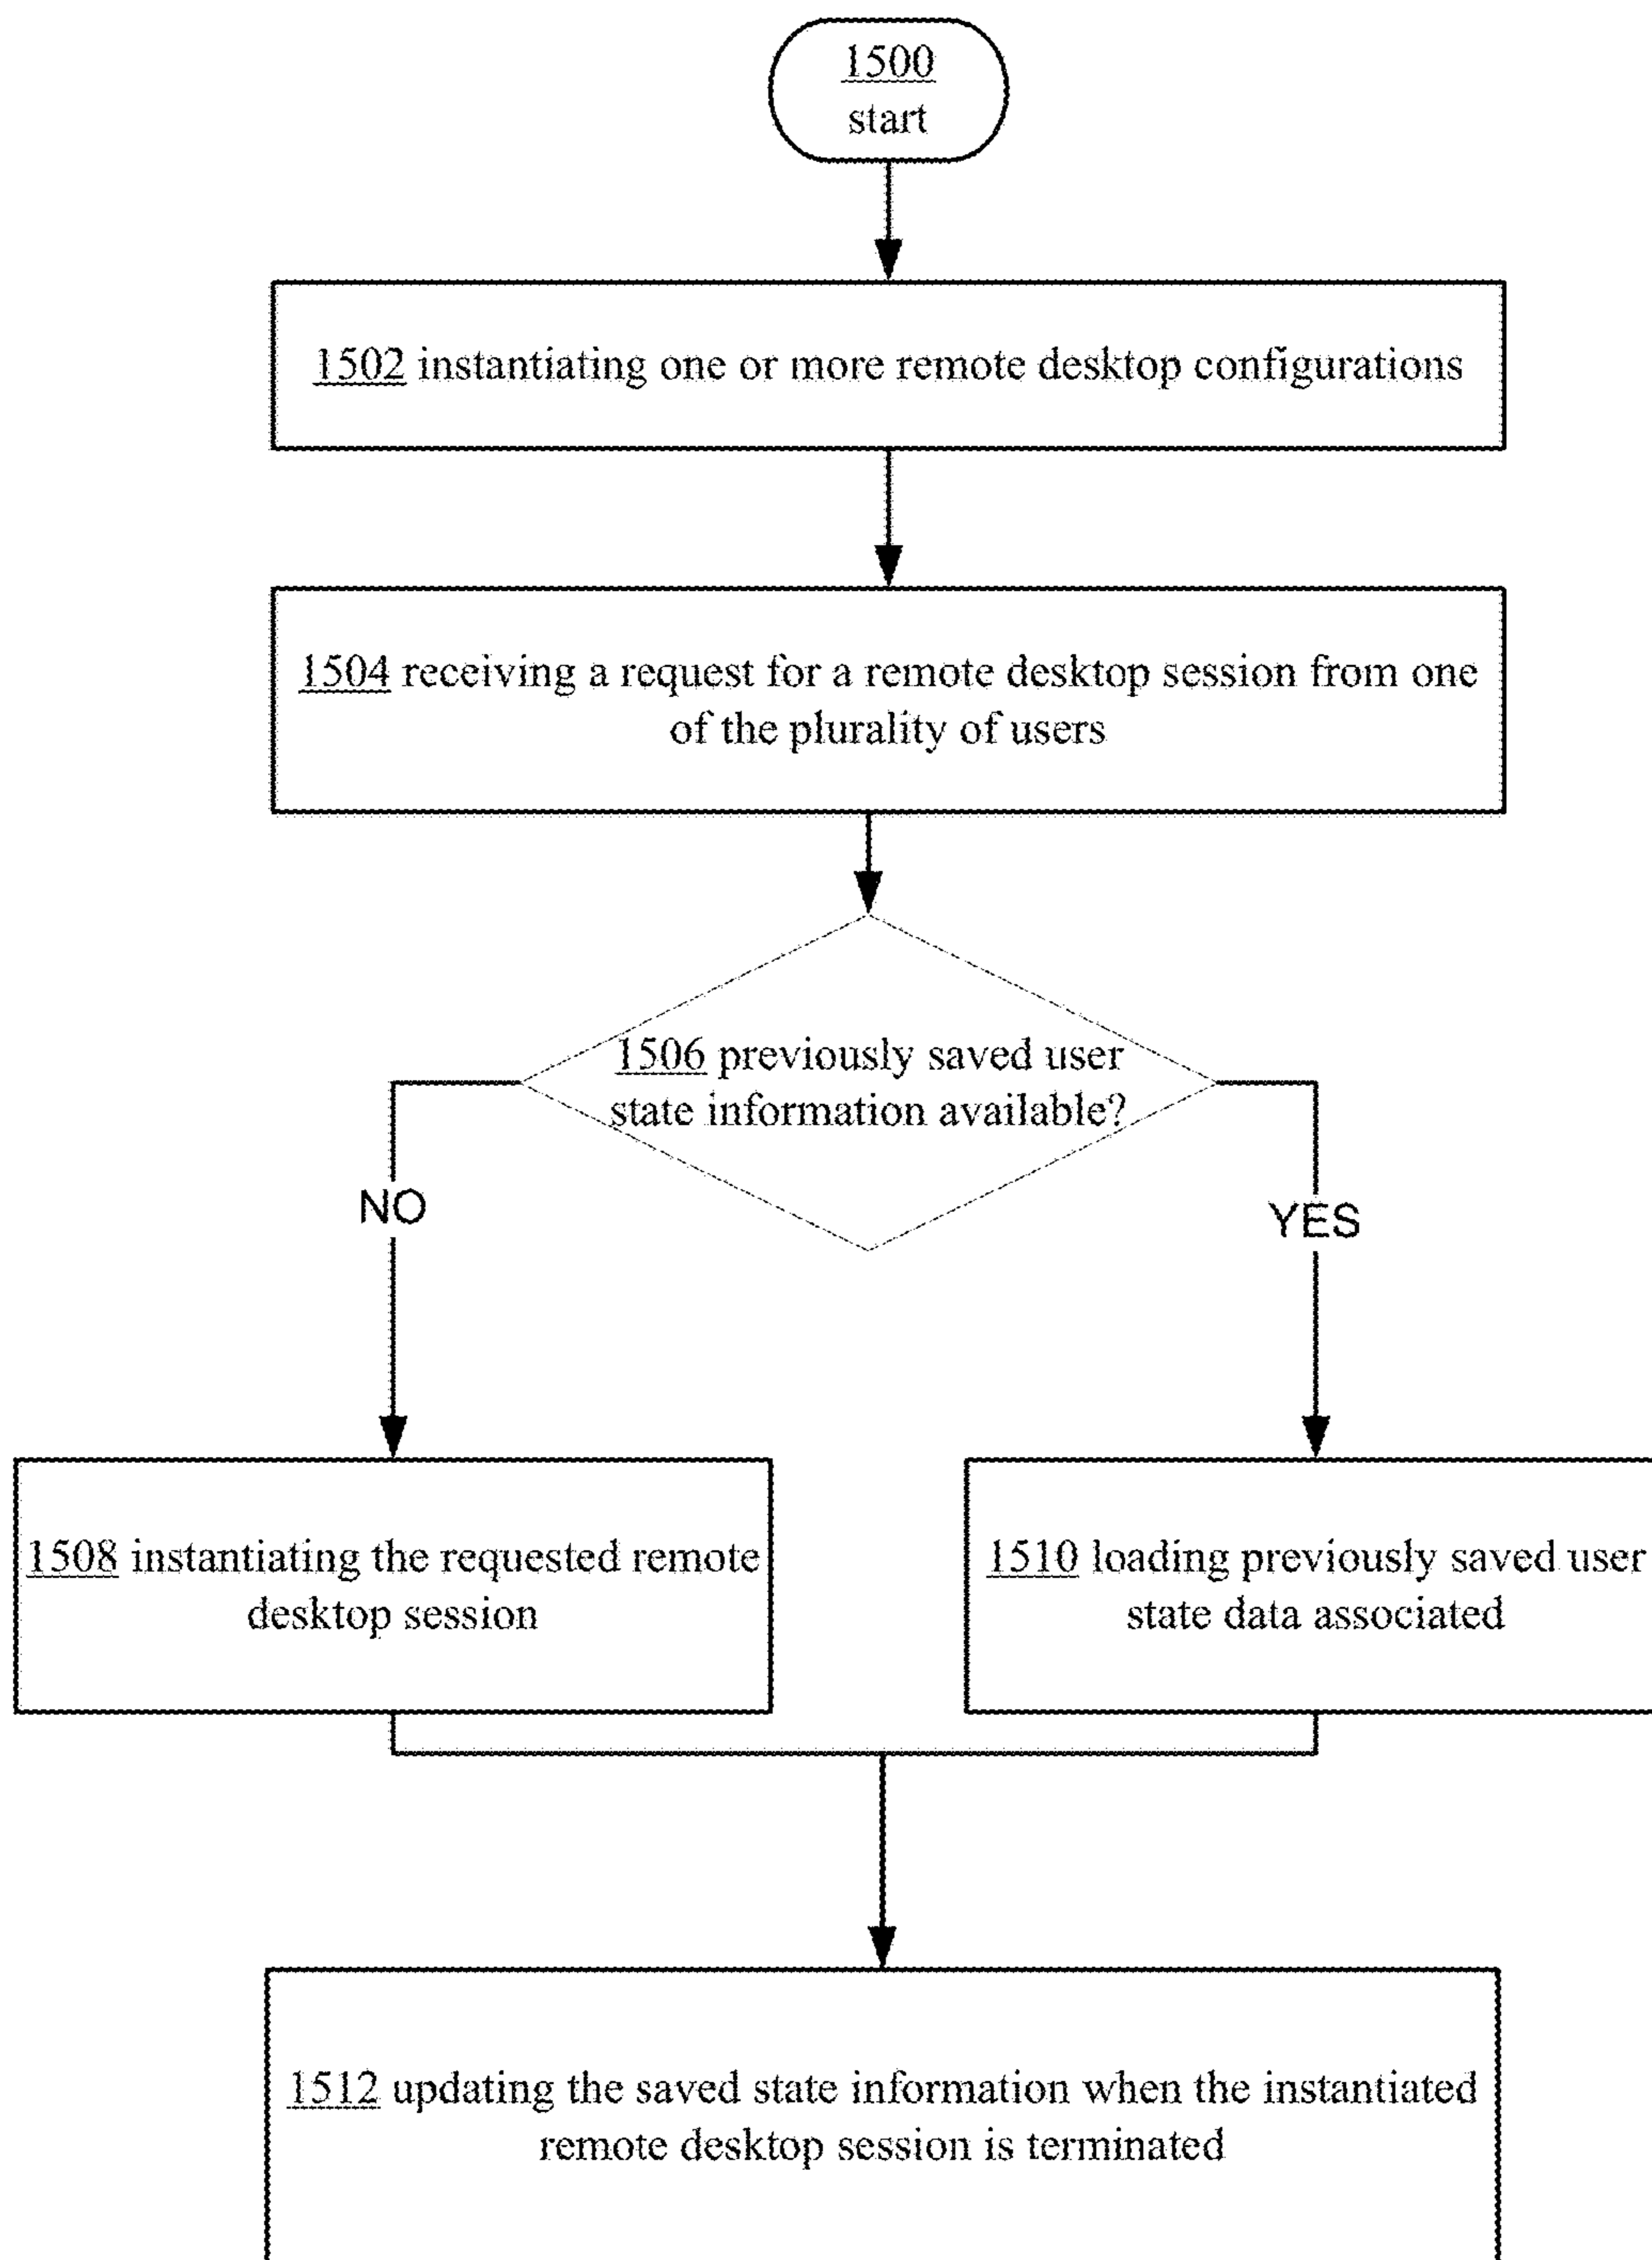 1500
start
1502 instantiating one or more remote desktop configurations
1504 receiving a request for a remote desktop session from one
of the plurality of users
1506 previously saved user
state information available?
NO
YES
1508 instantiating the requested remote
desktop session
1510 loading previously saved user
state data associated
1512 updating the saved state information when the instantiated
remote desktop session is terminated